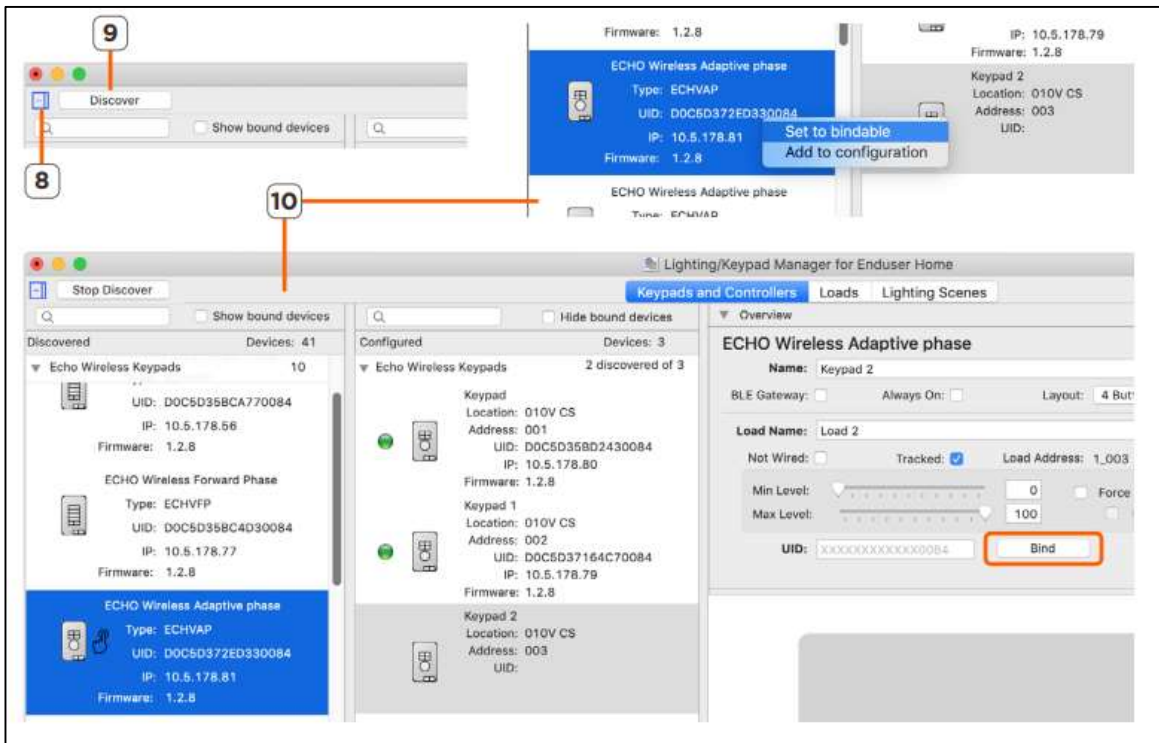 9
Discover
Show bound devices
8
10
Firmware: 1.2.8
ECHO Wireless Adaptive phase
Type: ECHVAP
UID: D0C5D372ED330084
IP: 10.5.178.81
Firmware: 1.2.8
ECHO Wireless Adaptive phase
Type: ECHVAP
Set to bindable
Add to configuration
IP: 10.5.178.79
Firmware: 1.2.8
Keypad 2
Location: 010V CS
Address: 003
UID:
Lighting/Keypad Manager for Enduser Home
Stop Discover
Keypads and Controllers Loads Lighting Scenes
Show bound devices
Discovered Devices: 41
Echo Wireless Keypads 10
UID: D0C5D35BCA770084
IP: 10.5.178.56
Firmware: 1.2.8
ECHO Wireless Forward Phase
Type: ECHVFP
UID: D0C5D35BC4D30084
IP: 10.5.178.77
Firmware: 1.2.8
ECHO Wireless Adaptive phase
Type: ECHVAP
UID: D0C5D372ED330084
IP: 10.5.178.81
Firmware: 1.2.8
Hide bound devices
Configured Devices: 3
Echo Wireless Keypads 2 discovered of 3
Keypad
Location: 010V CS
Address: 001
UID: D0C5D35BD2430084
IP: 10.5.178.80
Firmware: 1.2.8
Keypad 1
Location: 010V CS
Address: 002
UID: D0C5D37164C70084
IP: 10.5.178.79
Firmware: 1.2.8
Keypad 2
Location: 010V CS
Address: 003
UID:
Overview
ECHO Wireless Adaptive phase
Name: Keypad 2
BLE Gateway: Always On: Layout: 4 But
Load Name: Load 2
Not Wired: Tracked: Load Address: 1_003
Min Level: 0 Force
Max Level: 100
UID: XXXXXXXXXXXX0084 Bind